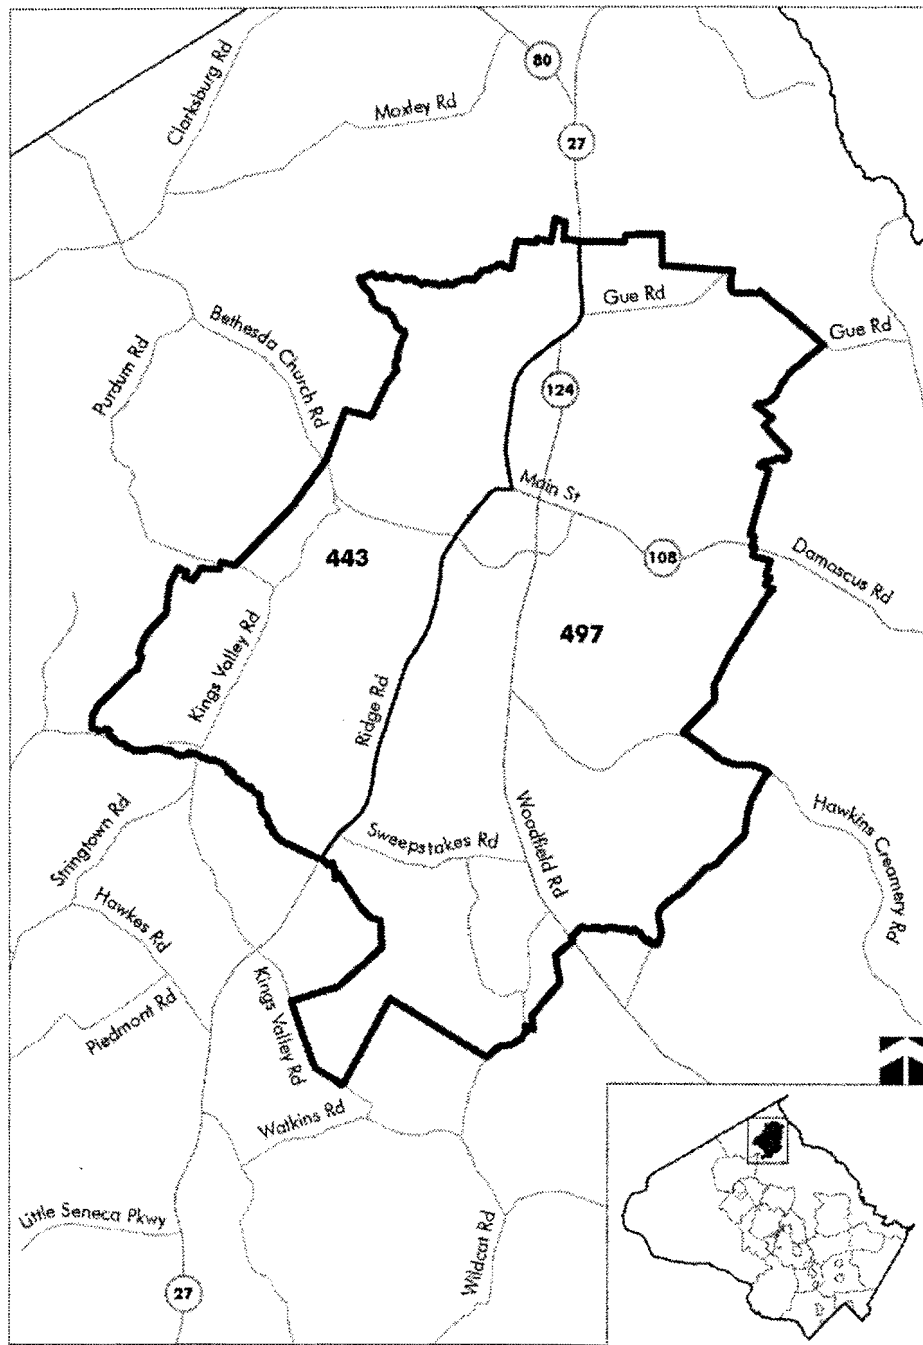 80
Clarksburg Rd
Moxley Rd
27
Gue Rd
Gue Rd
Bethesda Church Rd
Purdum Rd
124
Main St
443
108
Damascus Rd
497
Kings Valley Rd
Ridge Rd
Stringtown Rd
Sweepstakes Rd
Woodfield Rd
Hawkins Creamery Rd
Hawkes Rd
Piedmont Rd
Kings Valley Rd
Watkins Rd
Little Seneca Pkwy
Wildcat Rd
27